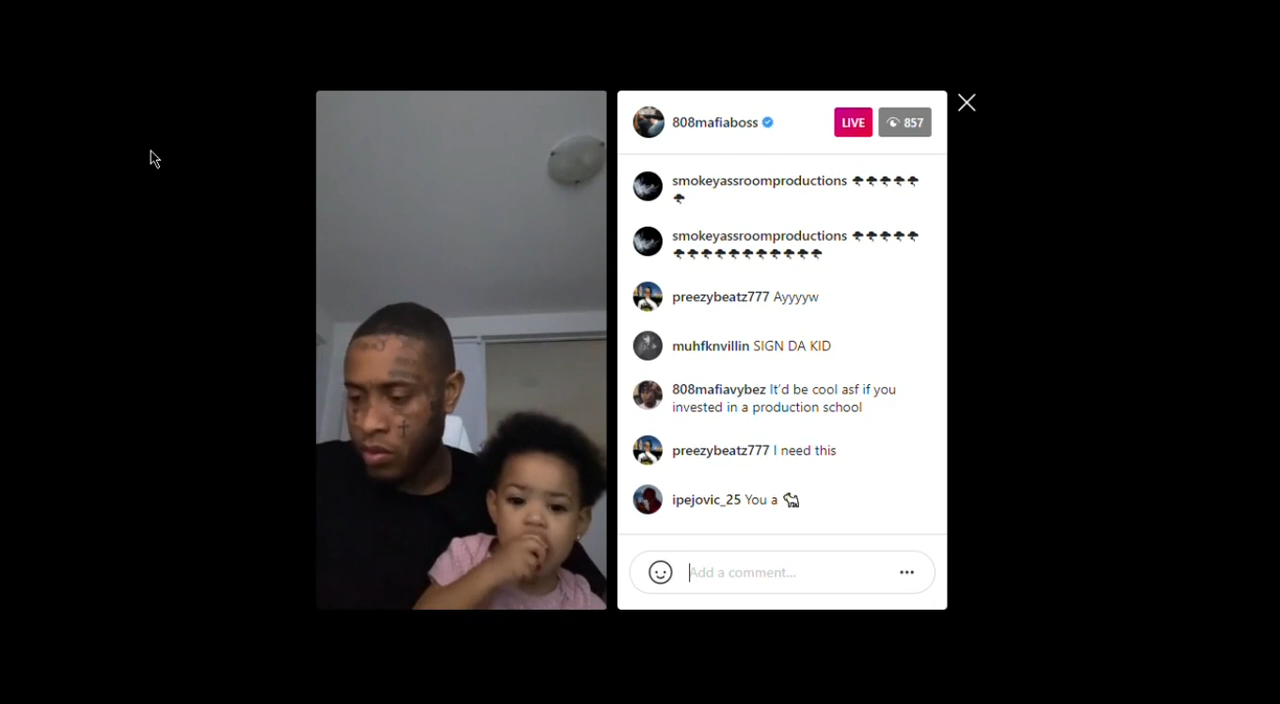 808mafiaboss
LIVE
857
smokeyassroomproductions 🌪🌪🌪🌪🌪
🌪
smokeyassroomproductions 🌪🌪🌪🌪🌪
🌪🌪🌪🌪🌪🌪🌪🌪🌪🌪🌪
preezybeatz777 Ayyyyw
muhfknvillin SIGN DA KID
808mafiavybez It'd be cool asf if you
invested in a production school
preezybeatz777 I need this
ipejovic_25 You a 🐐
Add a comment...